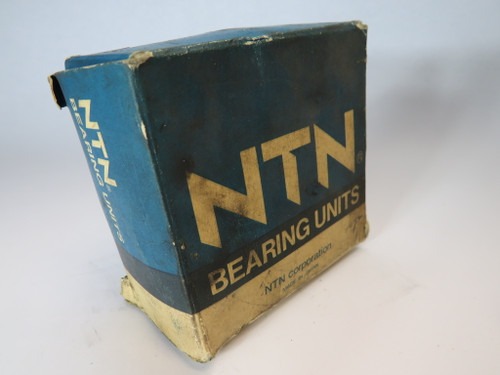 NTN
BEARING UNITS
NTN®
BEARING UNITS
NTN corporation